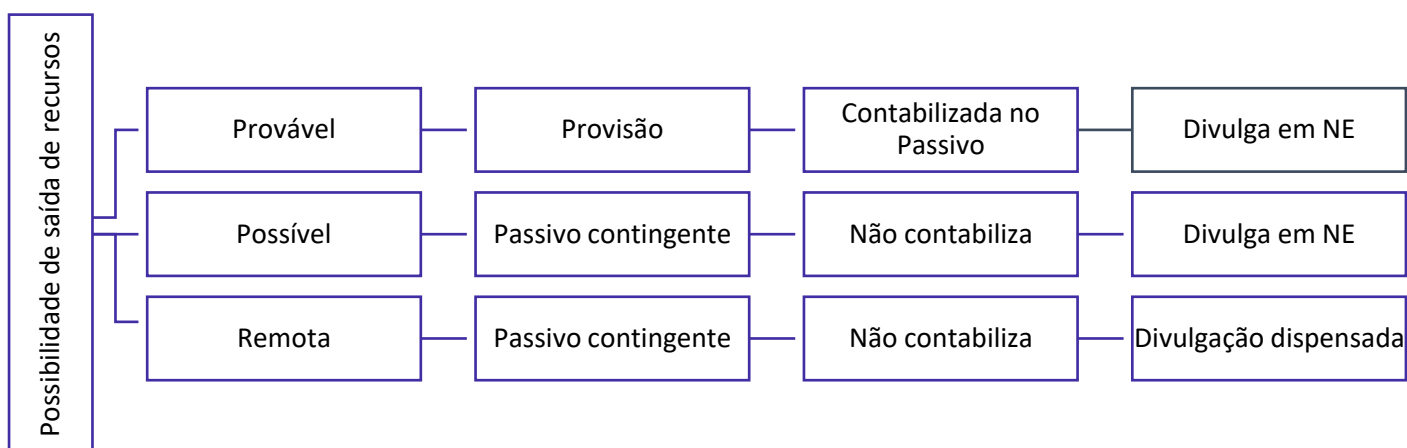 Possibilidade de saída de recursos
Provável
Provisão
Contabilizada no
Passivo
Divulga em NE
Possível
Passivo contingente
Não contabiliza
Divulga em NE
Remota
Passivo contingente
Não contabiliza
Divulgação dispensada